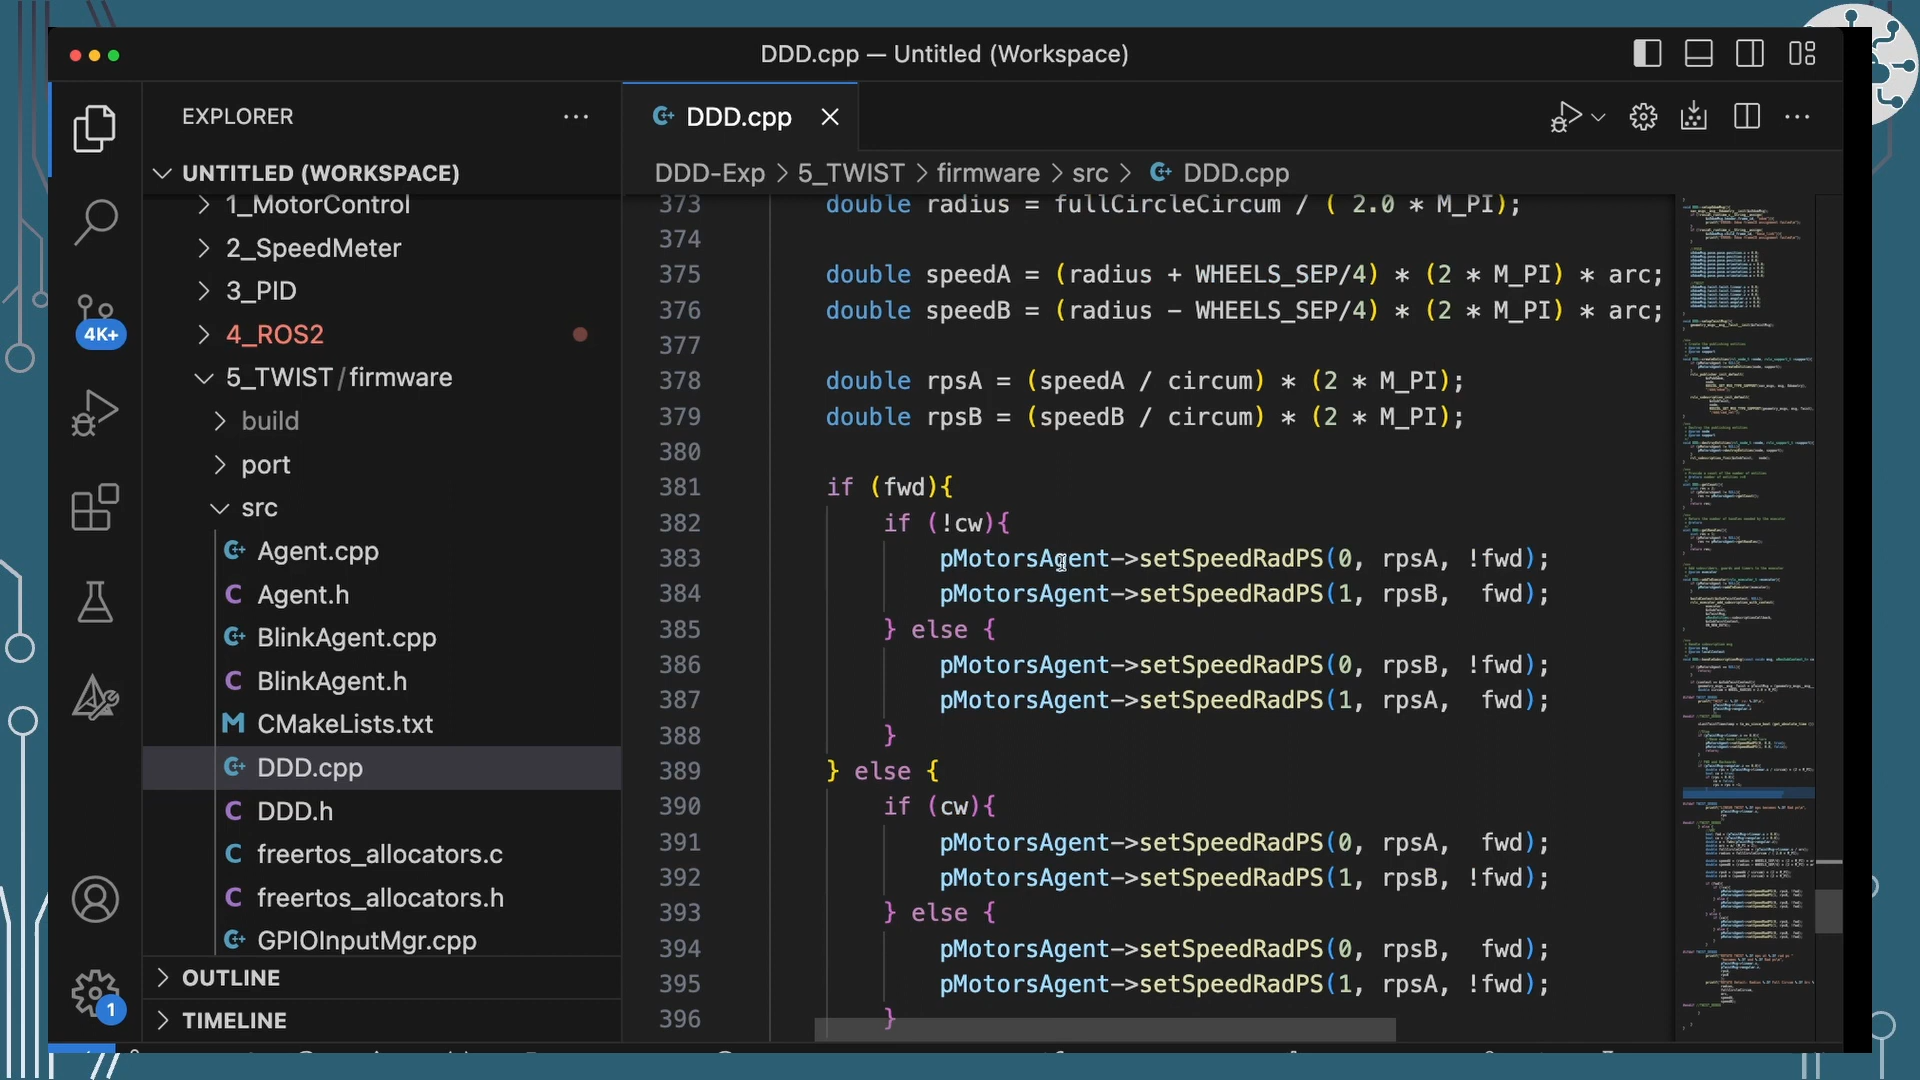 DDD.cpp — Untitled (Workspace)
EXPLORER
DDD.cpp
UNTITLED (WORKSPACE)
DDD-Exp > 5_TWIST > firmware > src > DDD.cpp
1_MotorControl
2_SpeedMeter
3_PID
4_ROS2
4K+
5_TWIST / firmware
build
port
src
Agent.cpp
Agent.h
BlinkAgent.cpp
BlinkAgent.h
CMakeLists.txt
DDD.cpp
DDD.h
freertos_allocators.c
freertos_allocators.h
GPIOInputMgr.cpp
OUTLINE
1
TIMELINE
373 double radius = fullCircleCircum / ( 2.0 * M_PI);
374
375 double speedA = (radius + WHEELS_SEP/4) * (2 * M_PI) * arc;
376 double speedB = (radius - WHEELS_SEP/4) * (2 * M_PI) * arc;
377
378 double rpsA = (speedA / circum) * (2 * M_PI);
379 double rpsB = (speedB / circum) * (2 * M_PI);
380
381 if (fwd){
382 if (!cw){
383 pMotorsAgent->setSpeedRadPS(0, rpsA, !fwd);
384 pMotorsAgent->setSpeedRadPS(1, rpsB,  fwd);
385 } else {
386 pMotorsAgent->setSpeedRadPS(0, rpsB, !fwd);
387 pMotorsAgent->setSpeedRadPS(1, rpsA,  fwd);
388 }
389 } else {
390 if (cw){
391 pMotorsAgent->setSpeedRadPS(0, rpsA,  fwd);
392 pMotorsAgent->setSpeedRadPS(1, rpsB, !fwd);
393 } else {
394 pMotorsAgent->setSpeedRadPS(0, rpsB,  fwd);
395 pMotorsAgent->setSpeedRadPS(1, rpsA, !fwd);
396 }